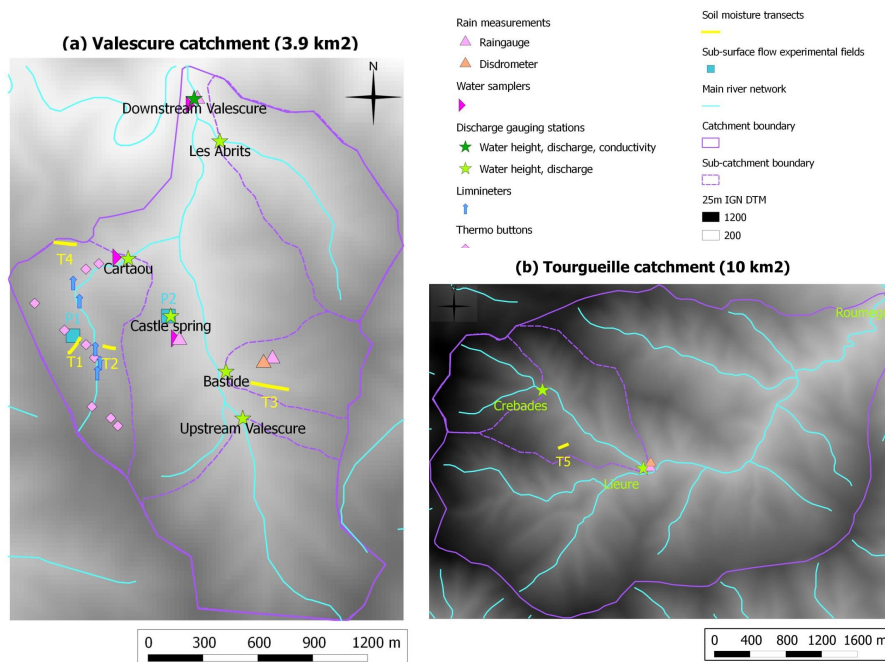 (a) Valescure catchment (3.9 km2)
Downstream Valescure
Les Abrits
T4
Cartaou
P2
Castle spring
P1
T1
T2
Bastide
T3
Upstream Valescure
0 300 600 900 1200 m
Rain measurements
Raingauge
Disdrometer
Water samplers
Discharge gauging stations
Water height, discharge, conductivity
Water height, discharge
Limnineters
Thermo buttons
Soil moisture transects
Sub-surface flow experimental fields
Main river network
Catchment boundary
Sub-catchment boundary
25m IGN DTM
1200
200
(b) Tourgueille catchment (10 km2)
Crebades
T5
Lieure
0 400 800 1200 1600 m